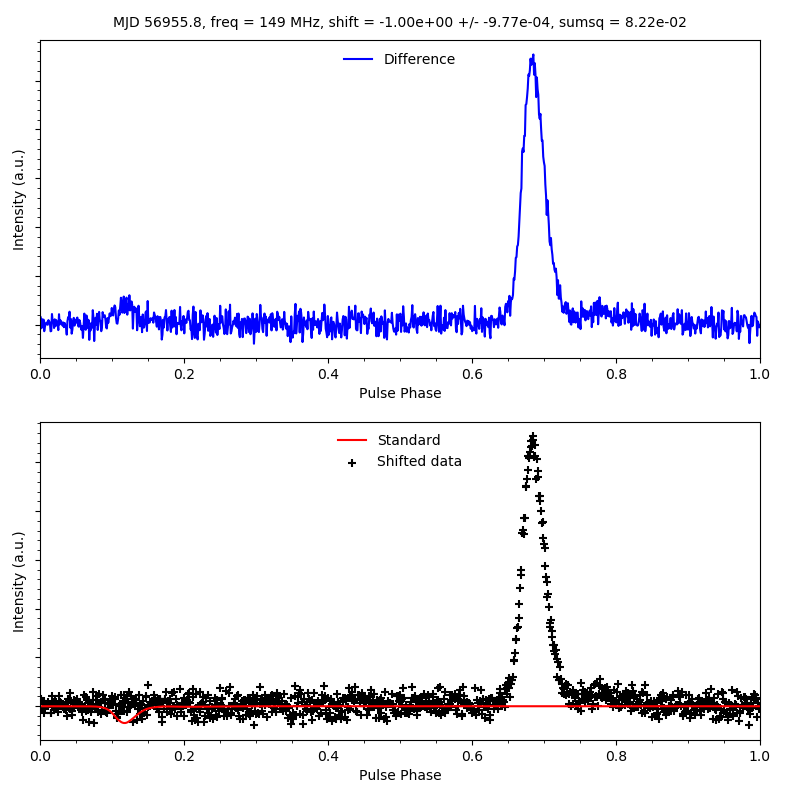 MJD 56955.8, freq = 149 MHz, shift = -1.00e+00 +/- -9.77e-04, sumsq = 8.22e-02
Difference
Intensity (a.u.)
0.0 0.2 0.4 0.6 0.8 1.0
Pulse Phase
Standard
Shifted data
Intensity (a.u.)
0.0 0.2 0.4 0.6 0.8 1.0
Pulse Phase